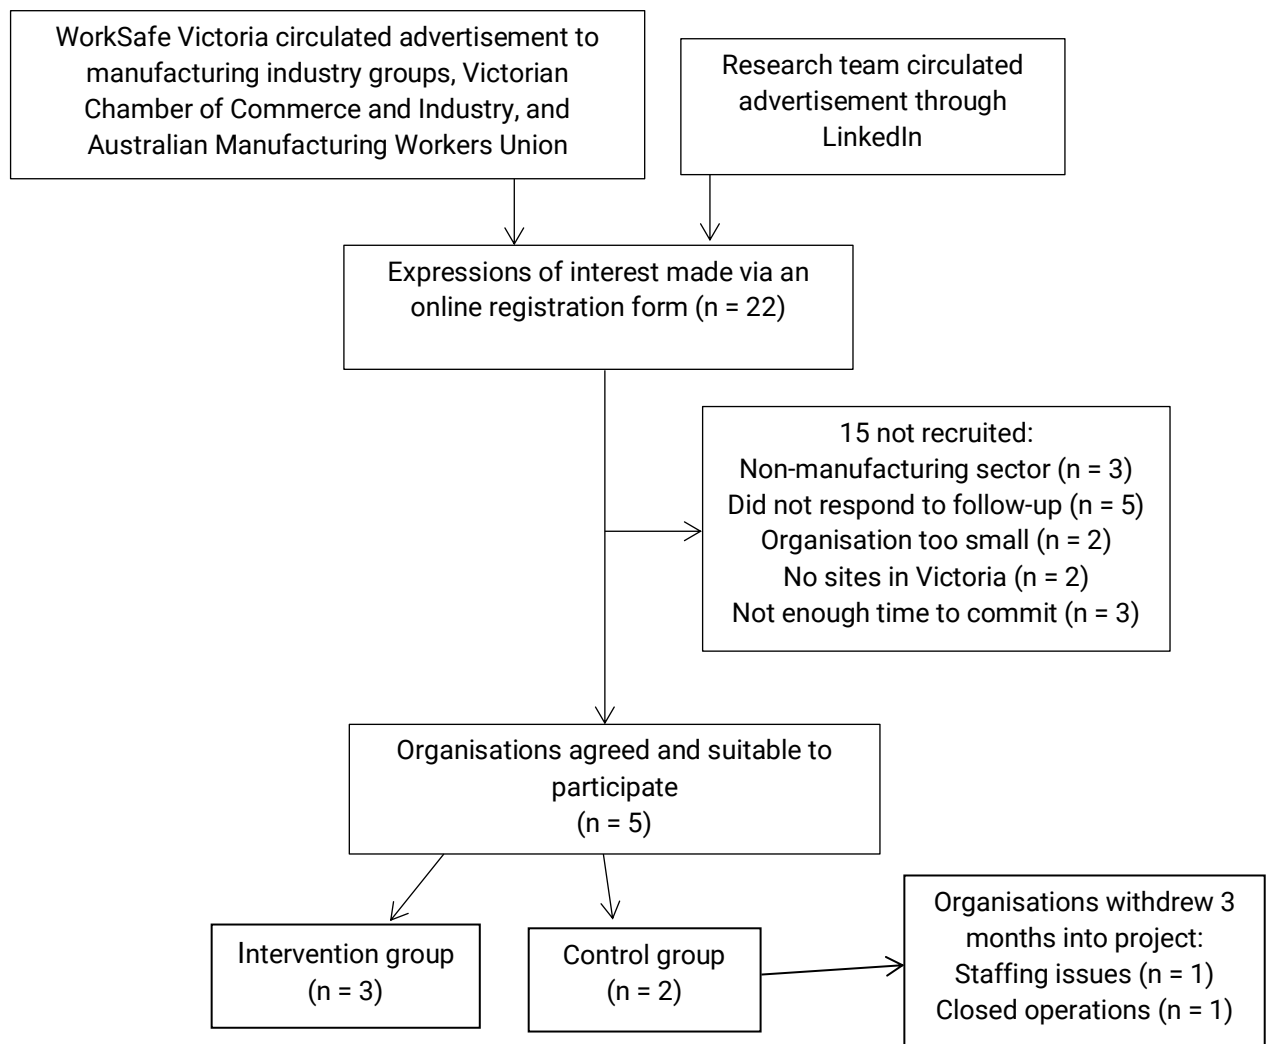 WorkSafe Victoria circulated advertisement to
manufacturing industry groups, Victorian
Chamber of Commerce and Industry, and
Australian Manufacturing Workers Union
Research team circulated
advertisement through
LinkedIn
Expressions of interest made via an
online registration form (n = 22)
15 not recruited:
Non-manufacturing sector (n = 3)
Did not respond to follow-up (n = 5)
Organisation too small (n = 2)
No sites in Victoria (n = 2)
Not enough time to commit (n = 3)
Organisations agreed and suitable to
participate
(n = 5)
Intervention group
(n = 3)
Control group
(n = 2)
Organisations withdrew 3
months into project:
Staffing issues (n = 1)
Closed operations (n = 1)